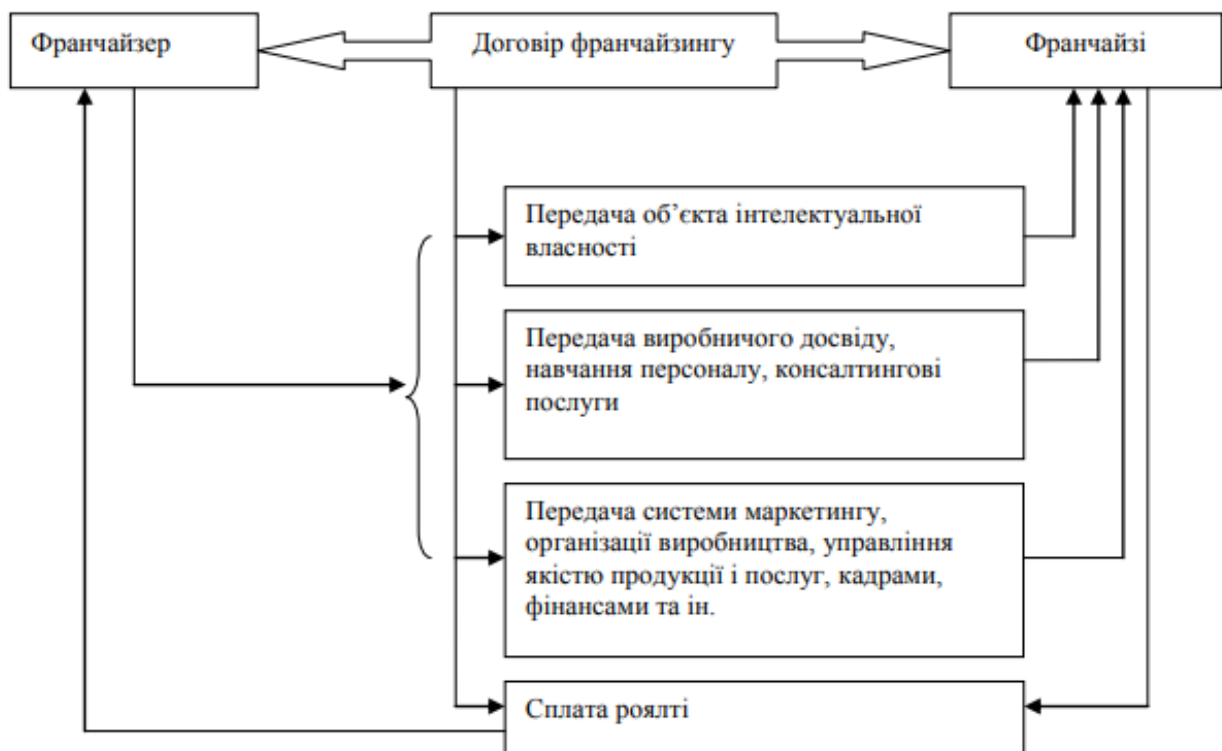 Франчайзер
Договір франчайзингу
Франчайзі
Передача об’єкта інтелектуальної
власності
Передача виробничого досвіду,
навчання персоналу, консалтингові
послуги
Передача системи маркетингу,
організації виробництва, управління
якістю продукції і послуг, кадрами,
фінансами та ін.
Сплата роялті